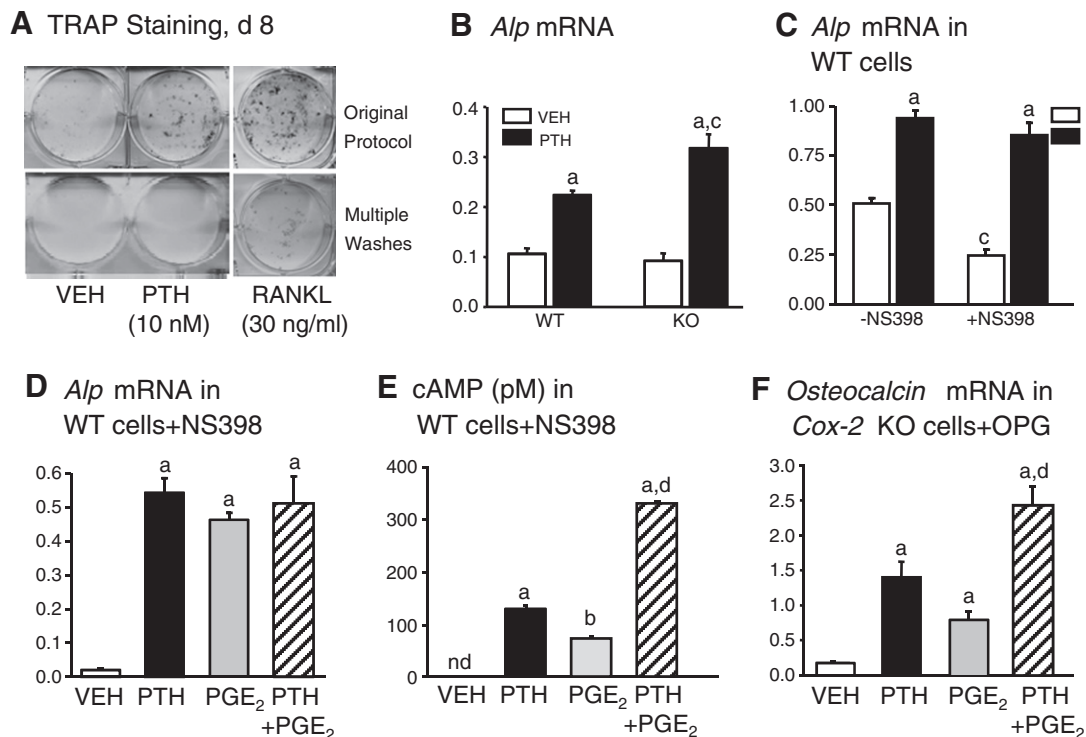 A TRAP Staining, d 8
Original
Protocol
Multiple
Washes
VEH PTH RANKL
(10 nM) (30 ng/ml)
B Alp mRNA
0.4
0.3
0.2
0.1
0.0
VEH
PTH
a
a,c
WT KO
C Alp mRNA in
WT cells
1.00
0.75
0.50
0.25
0.00
a
c
a
-NS398 +NS398
D Alp mRNA in
WT cells+NS398
0.6
0.5
0.4
0.3
0.2
0.1
0.0
a
a
a
VEH PTH PGE2 PTH
+PGE2
E cAMP (pM) in
WT cells+NS398
400
300
200
100
0
nd
a
b
a,d
VEH PTH PGE2 PTH
+PGE2
F Osteocalcin mRNA in
Cox-2 KO cells+OPG
3.0
2.5
2.0
1.5
1.0
0.5
0.0
a
a
a,d
VEH PTH PGE2 PTH
+PGE2